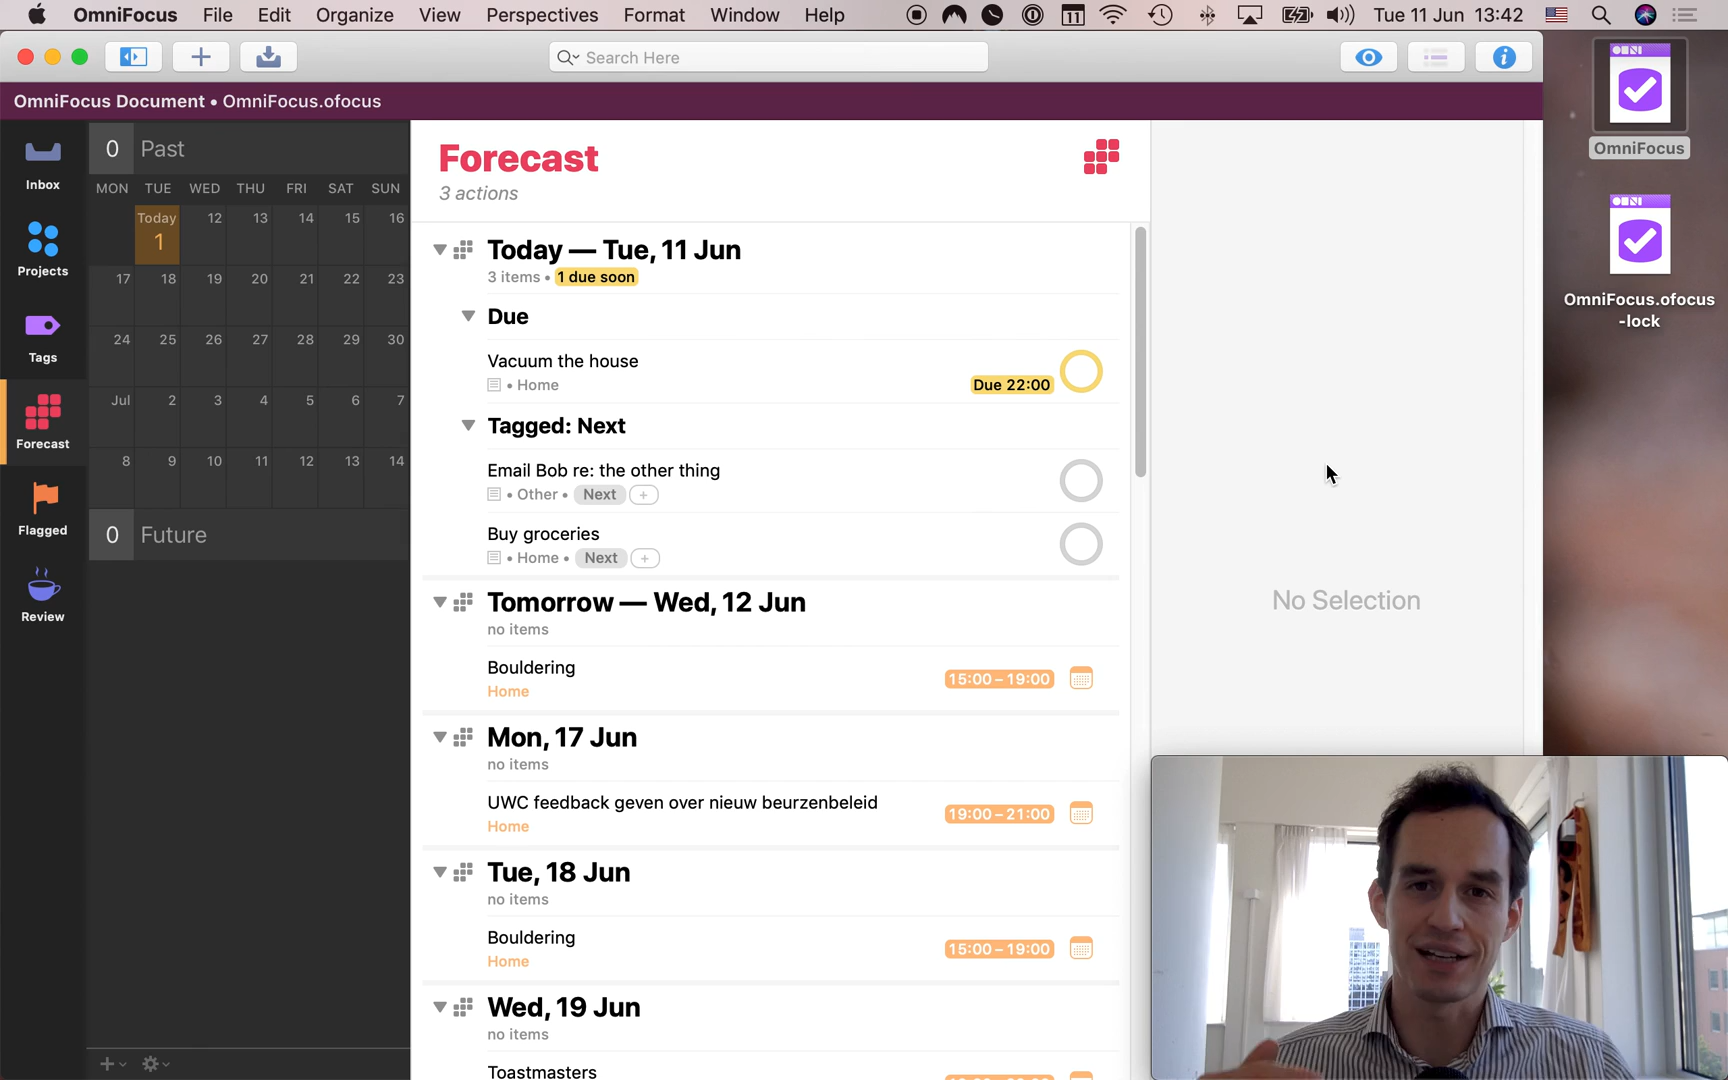 OmniFocus File Edit Organize View Perspectives Format Window Help 11 Tue 11 Jun 13:42
Search Here
OmniFocus Document • OmniFocus.ofocus
Inbox
Projects
Tags
Forecast
Flagged
Review
0 Past
MON TUE WED THU FRI SAT SUN
Today 12 13 14 15 16
1
17 18 19 20 21 22 23
24 25 26 27 28 29 30
Jul 2 3 4 5 6 7
8 9 10 11 12 13 14
0 Future
Forecast
3 actions
Today — Tue, 11 Jun
3 items • 1 due soon
Due
Vacuum the house
• Home
Due 22:00
Tagged: Next
Email Bob re: the other thing
• Other • Next +
Buy groceries
• Home • Next +
Tomorrow — Wed, 12 Jun
no items
Bouldering
Home
15:00 – 19:00
Mon, 17 Jun
no items
UWC feedback geven over nieuw beurzenbeleid
Home
19:00 – 21:00
Tue, 18 Jun
no items
Bouldering
Home
15:00 – 19:00
Wed, 19 Jun
no items
Toastmasters
No Selection
OMNI
OmniFocus
OMNI
OmniFocus.ofocus
-lock